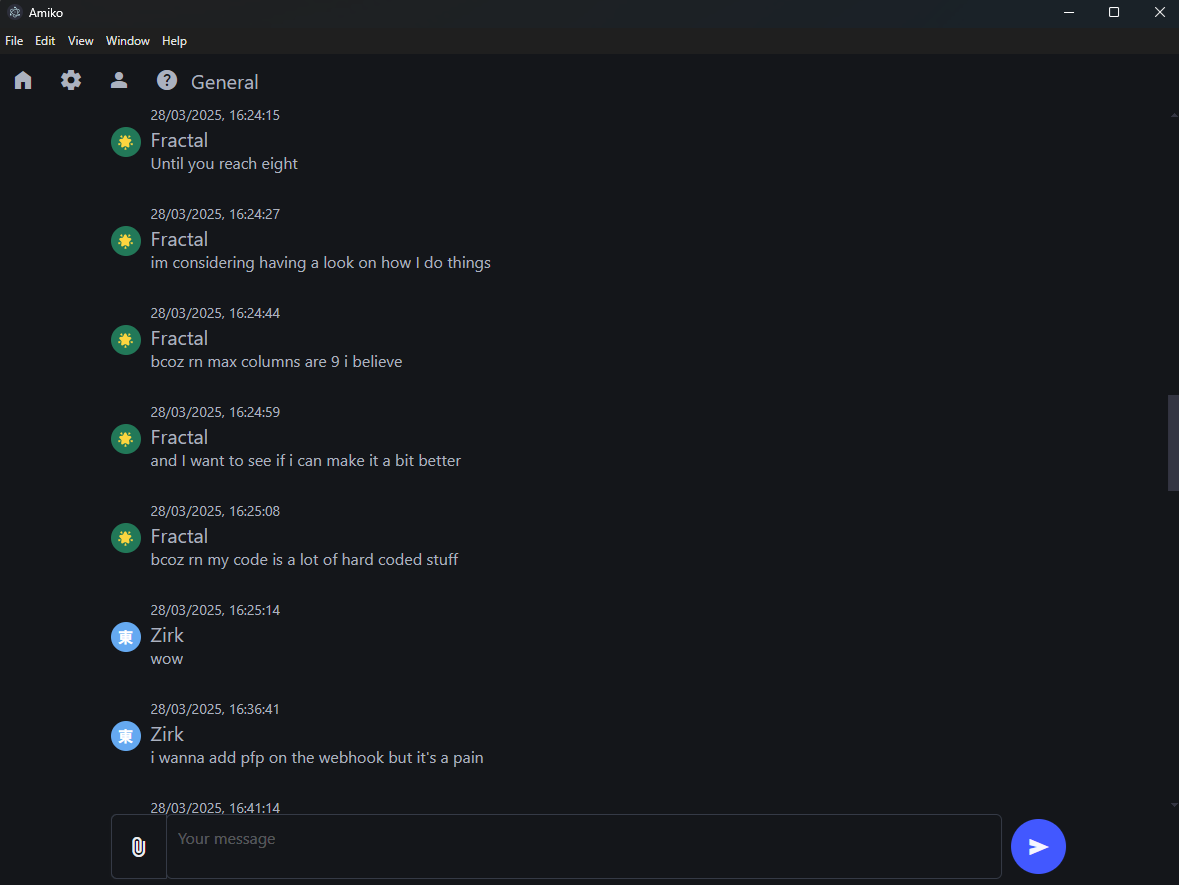 Amiko
File Edit View Window Help
General
28/03/2025, 16:24:15
Fractal
Until you reach eight
28/03/2025, 16:24:27
Fractal
im considering having a look on how I do things
28/03/2025, 16:24:44
Fractal
bcoz rn max columns are 9 i believe
28/03/2025, 16:24:59
Fractal
and I want to see if i can make it a bit better
28/03/2025, 16:25:08
Fractal
bcoz rn my code is a lot of hard coded stuff
28/03/2025, 16:25:14
東 Zirk
wow
28/03/2025, 16:36:41
東 Zirk
i wanna add pfp on the webhook but it's a pain
28/03/2025, 16:41:14
Your message